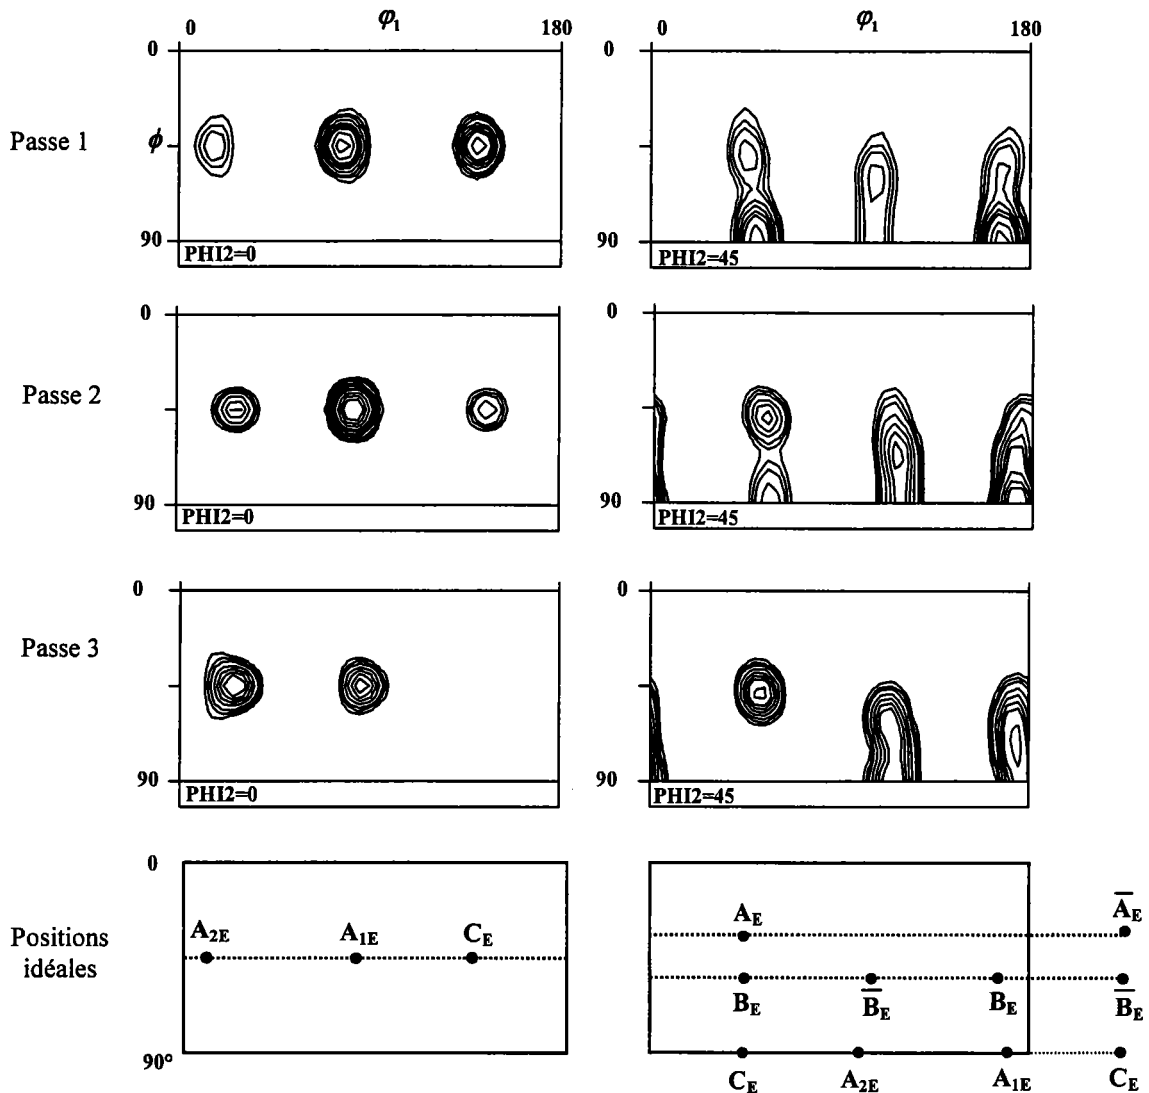 0 φ₁ 180
0 φ₁ 180
0
0
Passe 1
ϕ
90
90
PHI2=0
PHI2=45
0
0
Passe 2
90
90
PHI2=0
PHI2=45
0
0
Passe 3
90
90
PHI2=0
PHI2=45
0
Positions
idéales
A₂E A₁E CE
90°
AE A̅E
BE B̅E BE B̅E
CE A₂E A₁E CE